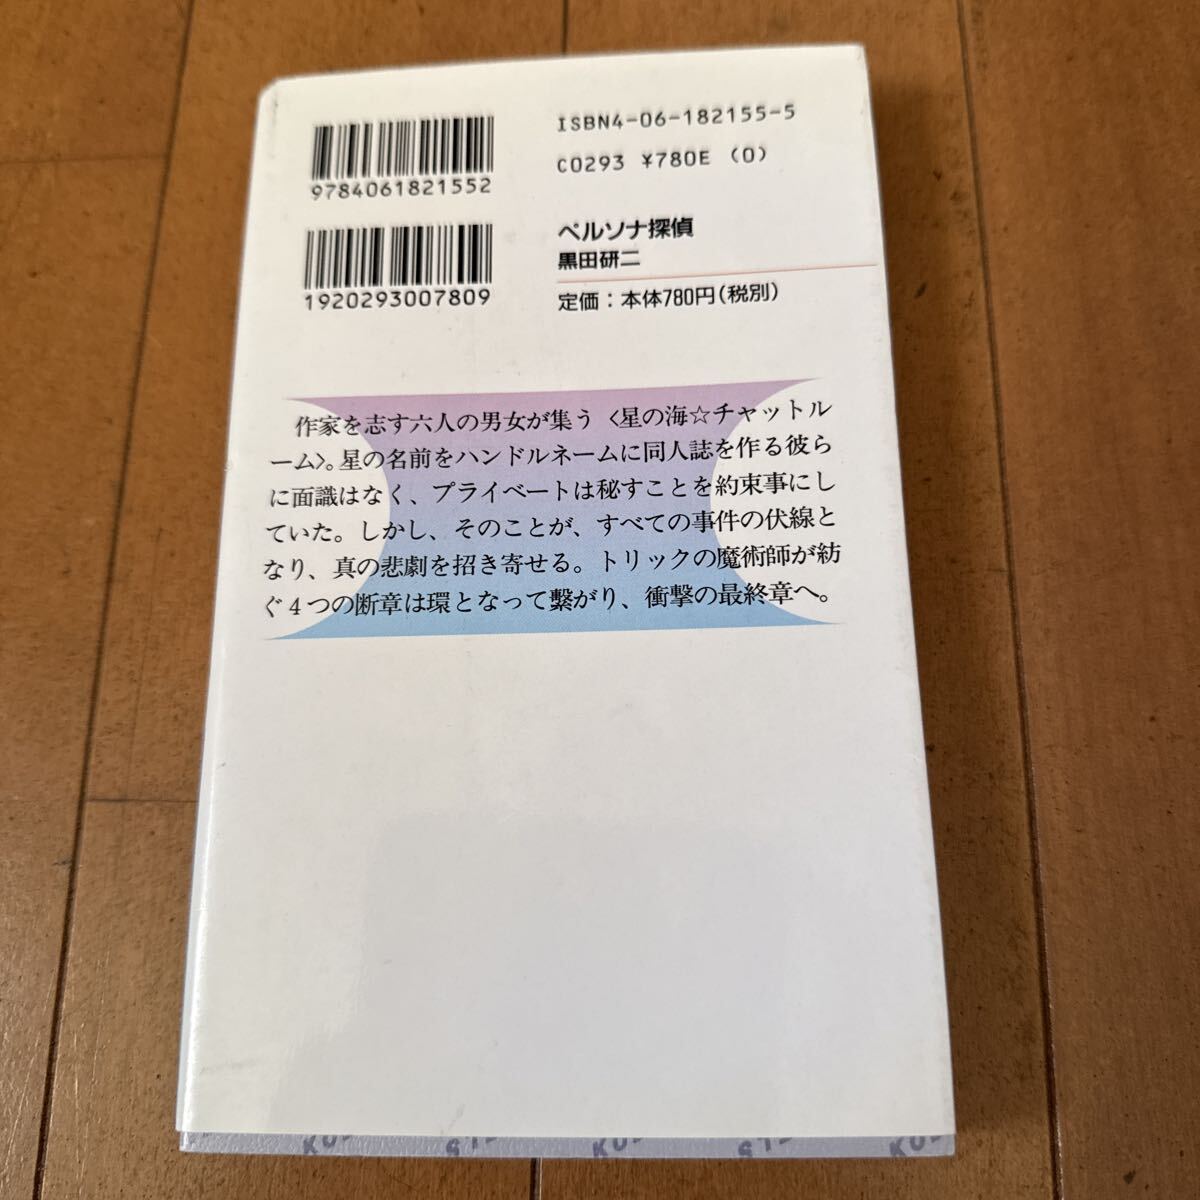 ISBN4-06-182155-5
9784061821552
C0293 ¥780E (0)
1920293007809
ペルソナ探偵
黒田研二
定価：本体780円(税別)
作家を志す六人の男女が集う〈星の海☆チャットル
ーム〉。星の名前をハンドルネームに同人誌を作る彼ら
に面識はなく、プライベートは秘すことを約束事にし
ていた。しかし、そのことが、すべての事件の伏線と
なり、真の悲劇を招き寄せる。トリックの魔術師が紡
ぐ4つの断章は環となって繋がり、衝撃の最終章へ。